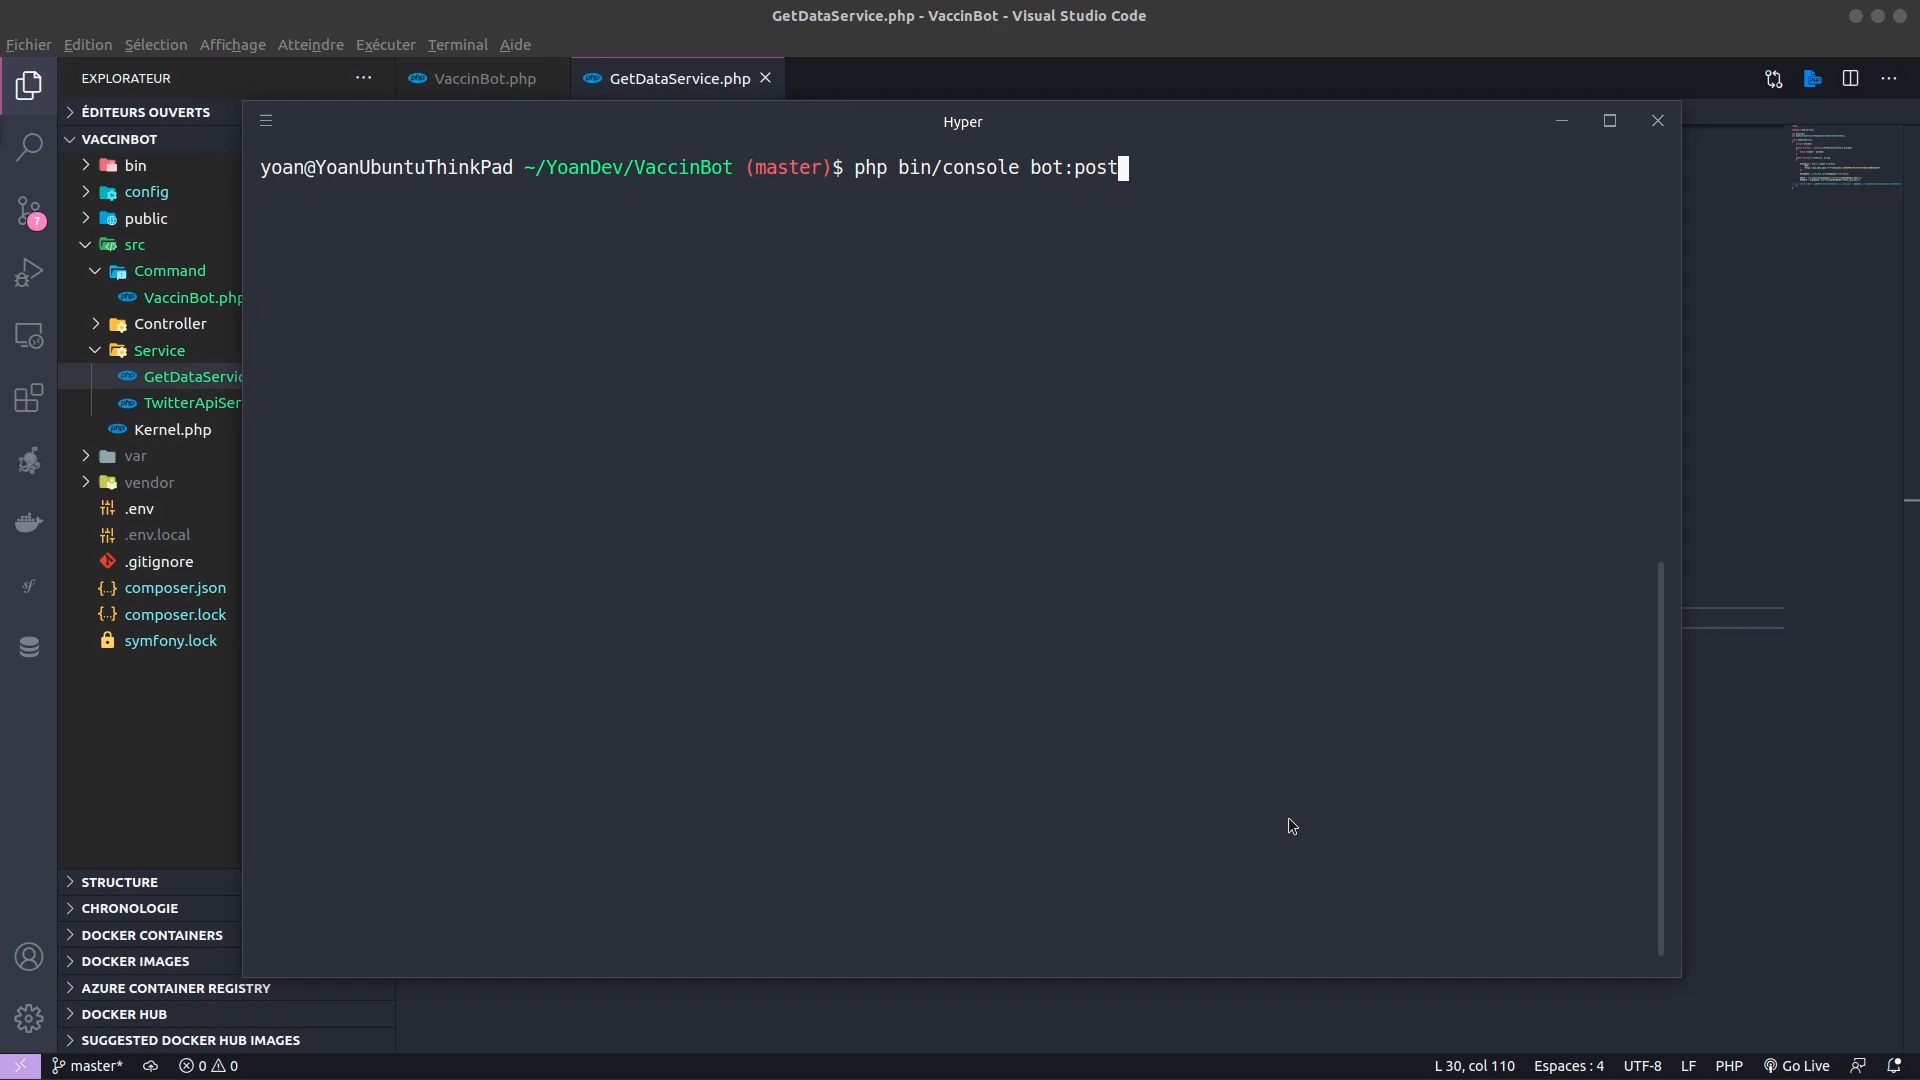 GetDataService.php - VaccinBot - Visual Studio Code
Fichier Edition Sélection Affichage Atteindre Exécuter Terminal Aide
EXPLORATEUR
VaccinBot.php
GetDataService.php
ÉDITEURS OUVERTS
VACCINBOT
bin
config
public
src
Command
VaccinBot.php
Controller
Service
GetDataServic
TwitterApiSer
Kernel.php
var
vendor
.env
.env.local
.gitignore
composer.json
composer.lock
symfony.lock
7
Hyper
yoan@YoanUbuntuThinkPad ~/YoanDev/VaccinBot (master)$ php bin/console bot:post
STRUCTURE
CHRONOLOGIE
DOCKER CONTAINERS
DOCKER IMAGES
AZURE CONTAINER REGISTRY
DOCKER HUB
SUGGESTED DOCKER HUB IMAGES
master* 0 0 L 30, col 110 Espaces : 4 UTF-8 LF PHP Go Live